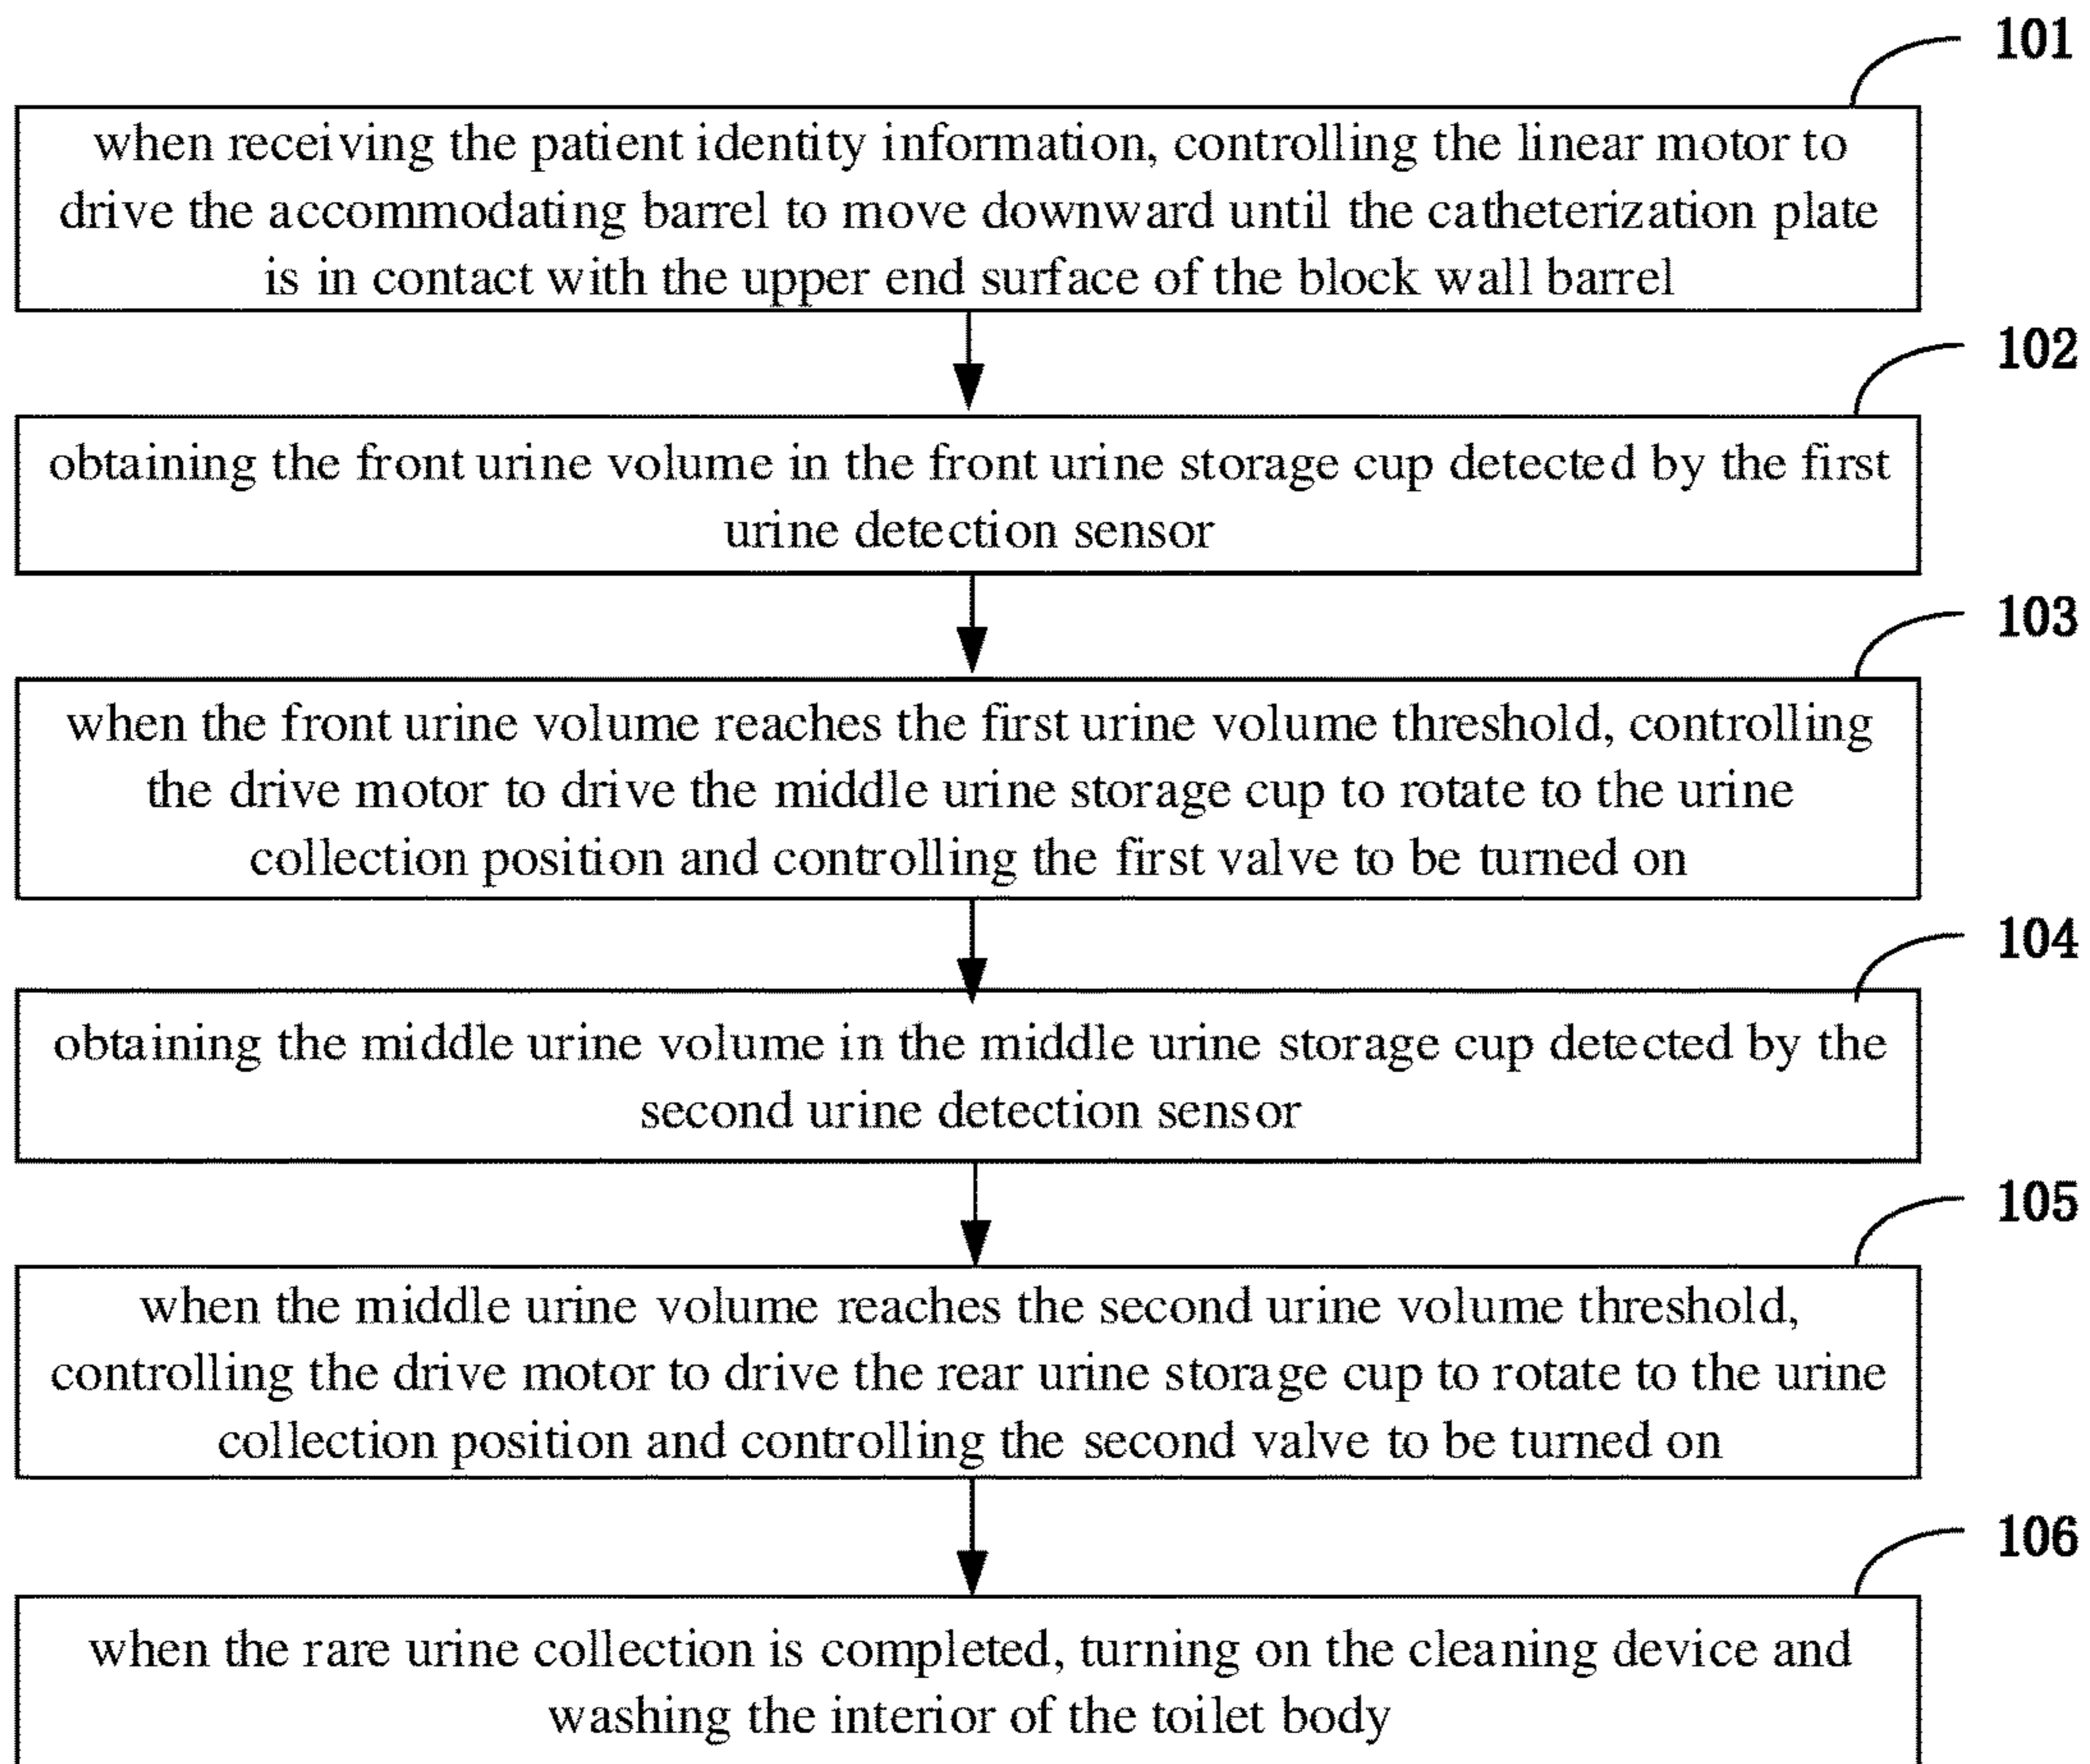 101
when receiving the patient identity information, controlling the linear motor to
drive the accommodating barrel to move downward until the catheterization plate
is in contact with the upper end surface of the block wall barrel
102
obtaining the front urine volume in the front urine storage cup detected by the first
urine detection sensor
103
when the front urine volume reaches the first urine volume threshold, controlling
the drive motor to drive the middle urine storage cup to rotate to the urine
collection position and controlling the first valve to be turned on
104
obtaining the middle urine volume in the middle urine storage cup detected by the
second urine detection sensor
105
when the middle urine volume reaches the second urine volume threshold,
controlling the drive motor to drive the rear urine storage cup to rotate to the urine
collection position and controlling the second valve to be turned on
106
when the rare urine collection is completed, turning on the cleaning device and
washing the interior of the toilet body